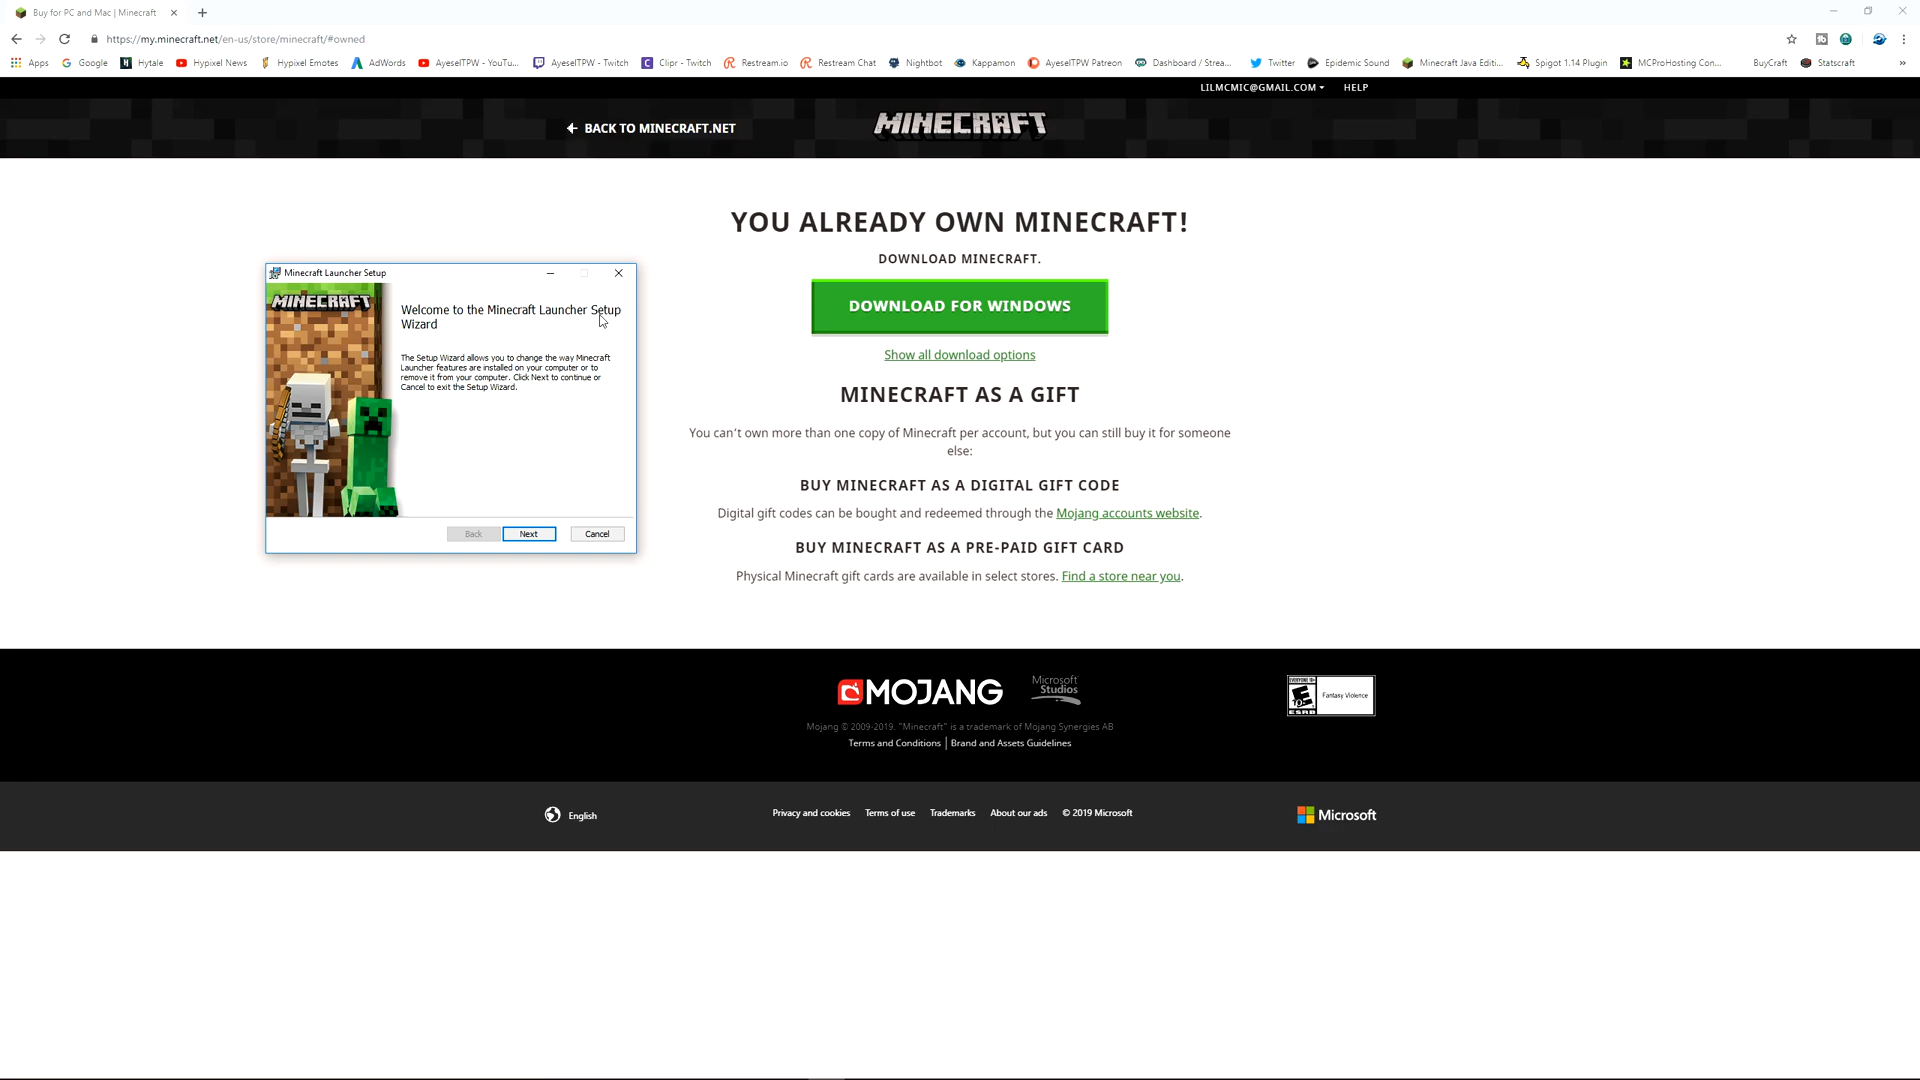 Buy for PC and Mac | Minecraft
https://my.minecraft.net/en-us/store/minecraft/#owned
Apps Google Hytale Hypixel News Hypixel Emotes AdWords AyeselTPW - YouTu... AyeselTPW - Twitch Clipr - Twitch Restream.io Restream Chat Nightbot Kappamon AyeselTPW Patreon Dashboard / Strea... Twitter Epidemic Sound Minecraft Java Editi... Spigot 1.14 Plugin MCProHosting Con... BuyCraft Statscraft »
LILMCMIC@GMAIL.COM HELP
BACK TO MINECRAFT.NET
MINECRAFT
YOU ALREADY OWN MINECRAFT!
DOWNLOAD MINECRAFT.
DOWNLOAD FOR WINDOWS
Show all download options
MINECRAFT AS A GIFT
You can't own more than one copy of Minecraft per account, but you can still buy it for someone
else:
BUY MINECRAFT AS A DIGITAL GIFT CODE
Digital gift codes can be bought and redeemed through the Mojang accounts website.
BUY MINECRAFT AS A PRE-PAID GIFT CARD
Physical Minecraft gift cards are available in select stores. Find a store near you.
Minecraft Launcher Setup
MINECRAFT
Welcome to the Minecraft Launcher Setup
Wizard
The Setup Wizard allows you to change the way Minecraft
Launcher features are installed on your computer or to
remove it from your computer. Click Next to continue or
Cancel to exit the Setup Wizard.
Back Next Cancel
MOJANG
Microsoft
Studios
EVERYONE 10+
E
ESRB
Fantasy Violence
Mojang © 2009-2019. "Minecraft" is a trademark of Mojang Synergies AB
Terms and Conditions | Brand and Assets Guidelines
English
Privacy and cookies Terms of use Trademarks About our ads © 2019 Microsoft
Microsoft